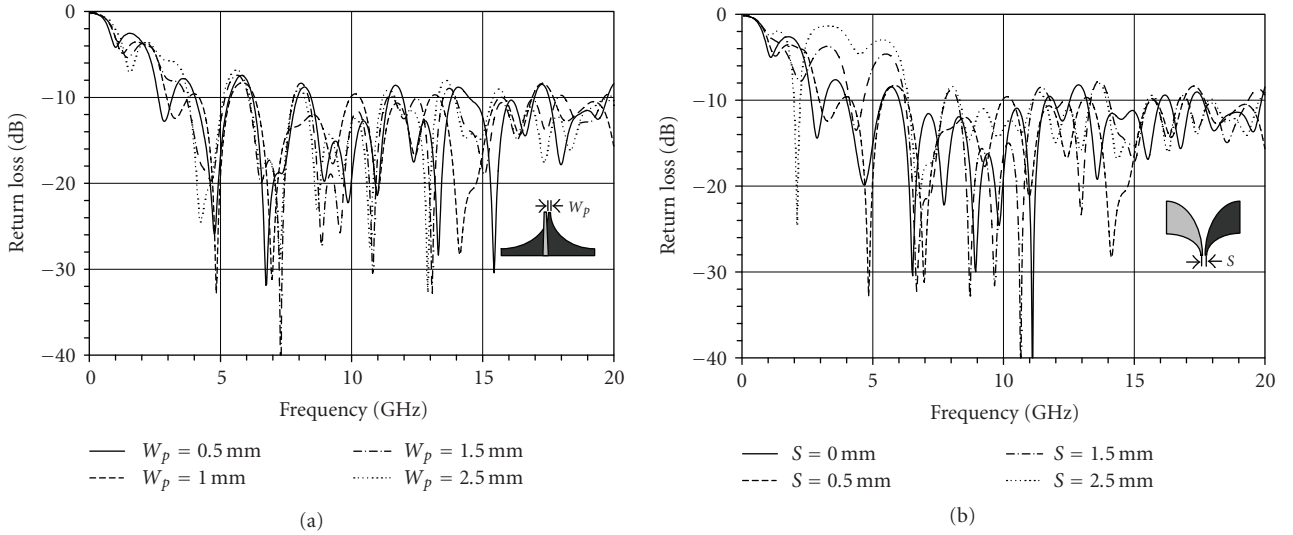 0
−10
−20
−30
−40
Return loss (dB)
0 5 10 15 20
Frequency (GHz)
W_p
W_p = 0.5 mm
W_p = 1 mm
W_p = 1.5 mm
W_p = 2.5 mm
(a)
0
−10
−20
−30
−40
Return loss (dB)
0 5 10 15 20
Frequency (GHz)
S
S = 0 mm
S = 0.5 mm
S = 1.5 mm
S = 2.5 mm
(b)